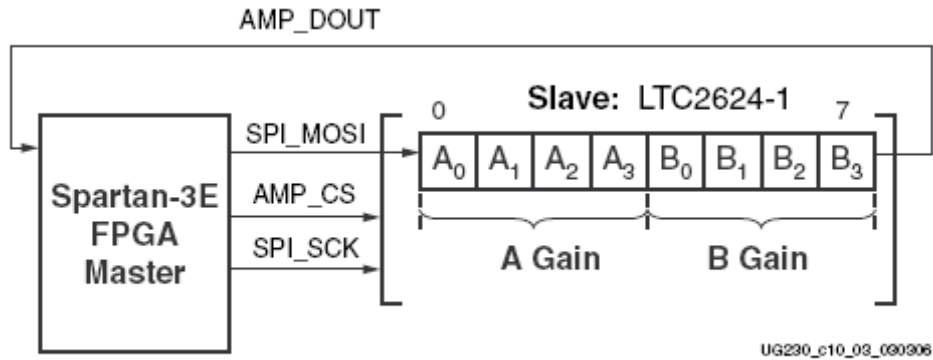 AMP_DOUT
Slave: LTC2624-1
0 7
SPI_MOSI
A0 A1 A2 A3 B0 B1 B2 B3
Spartan-3E
FPGA
Master
AMP_CS
SPI_SCK
A Gain B Gain
UG230_c10_03_030306